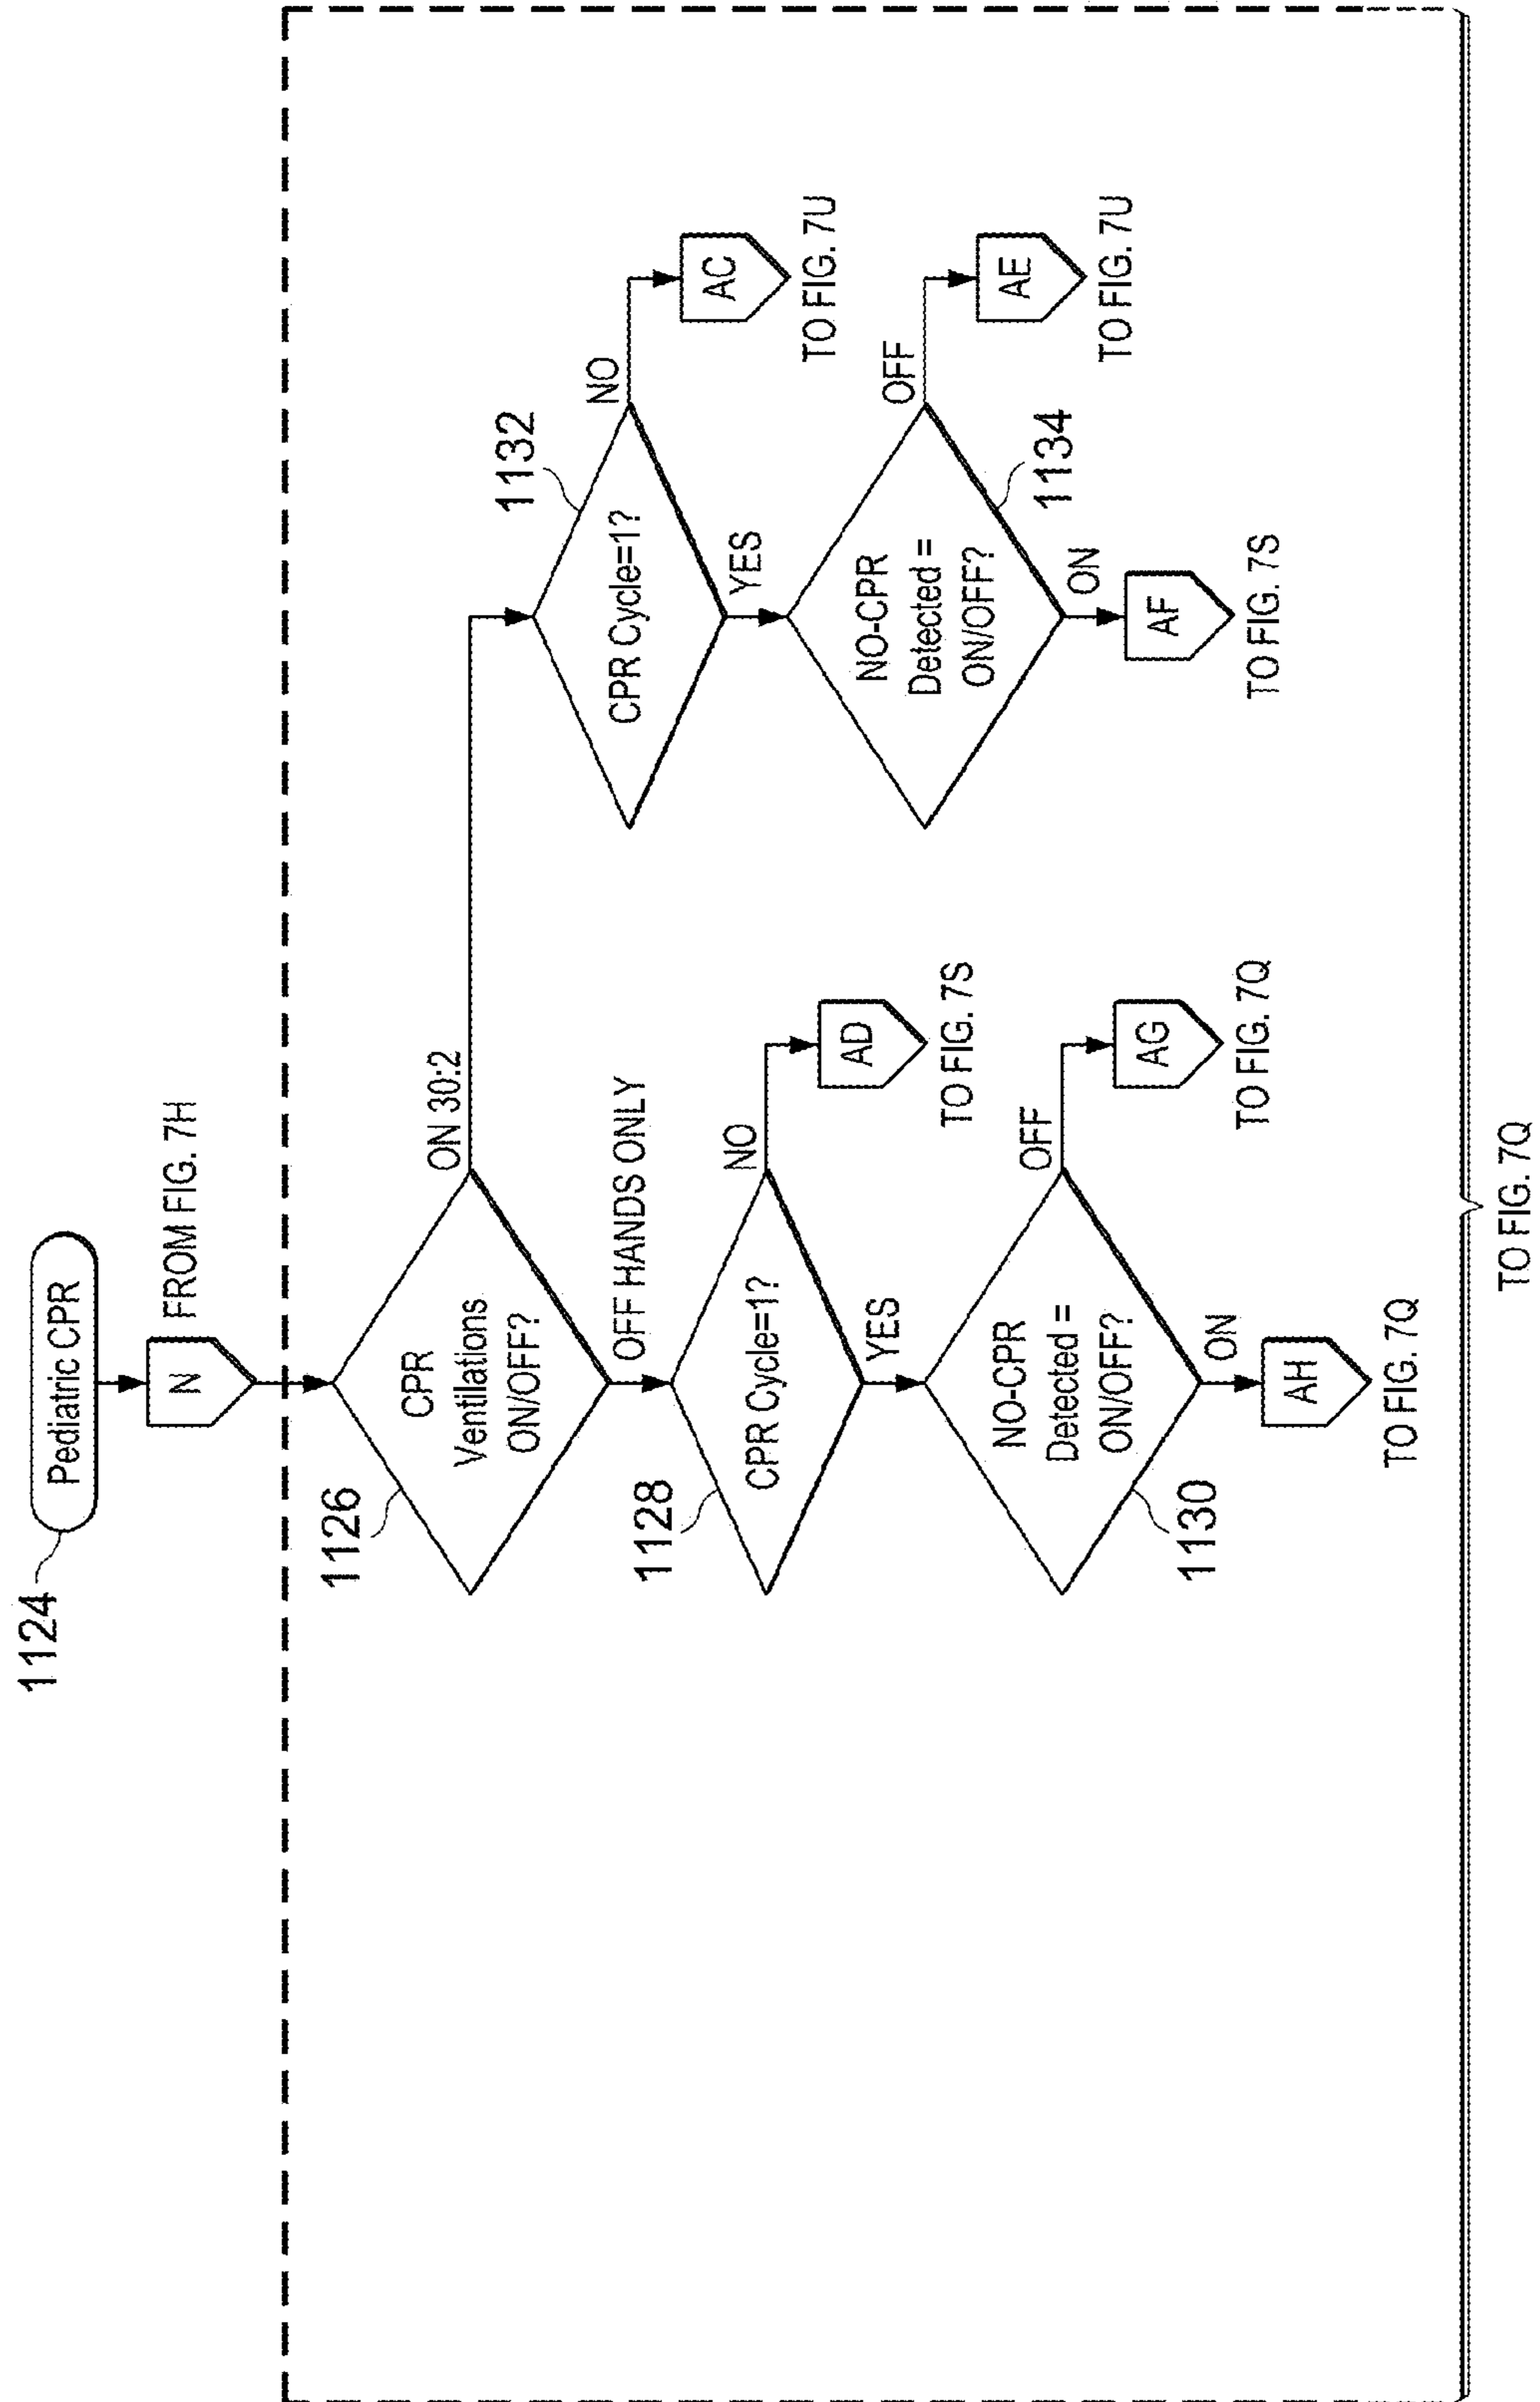 1124
Pediatric CPR
N
FROM FIG. 7H
1126
CPR
Ventilations
ON/OFF?
ON 30:2
OFF HANDS ONLY
1128
CPR Cycle=1?
NO
AD
TO FIG. 7S
YES
NO-CPR
Detected =
ON/OFF?
1130
OFF
AG
TO FIG. 7Q
ON
AH
TO FIG. 7Q
1132
CPR Cycle=1?
NO
AC
TO FIG. 7U
YES
NO-CPR
Detected =
ON/OFF?
1134
OFF
AE
TO FIG. 7U
ON
AF
TO FIG. 7S
TO FIG. 7Q